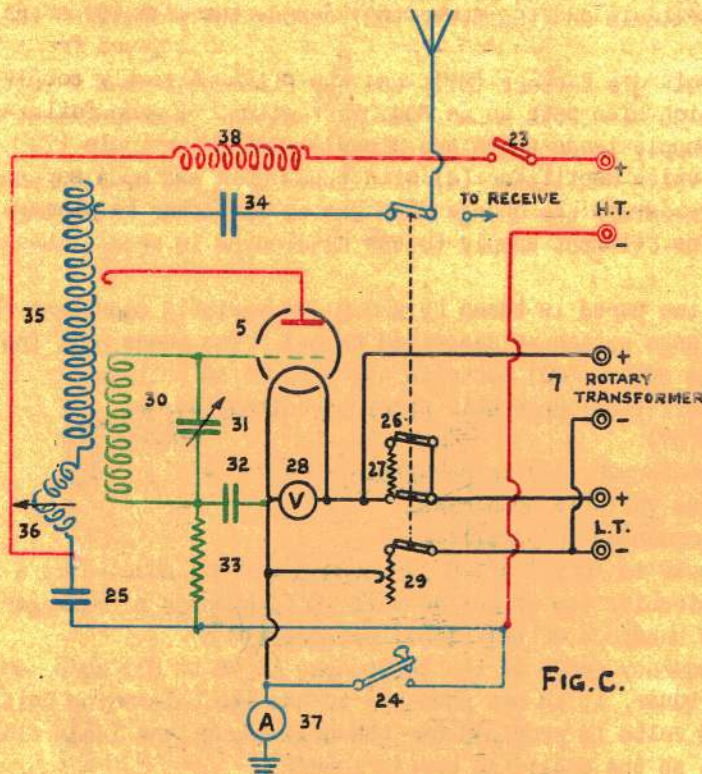 38
23
+
34
TO RECEIVE
H.T.
-
35
5
+
7 ROTARY
TRANSFORMER
30
31
26
-
32
28
27
V
+
36
L.T.
-
33
29
25
24
FIG.C.
A
37